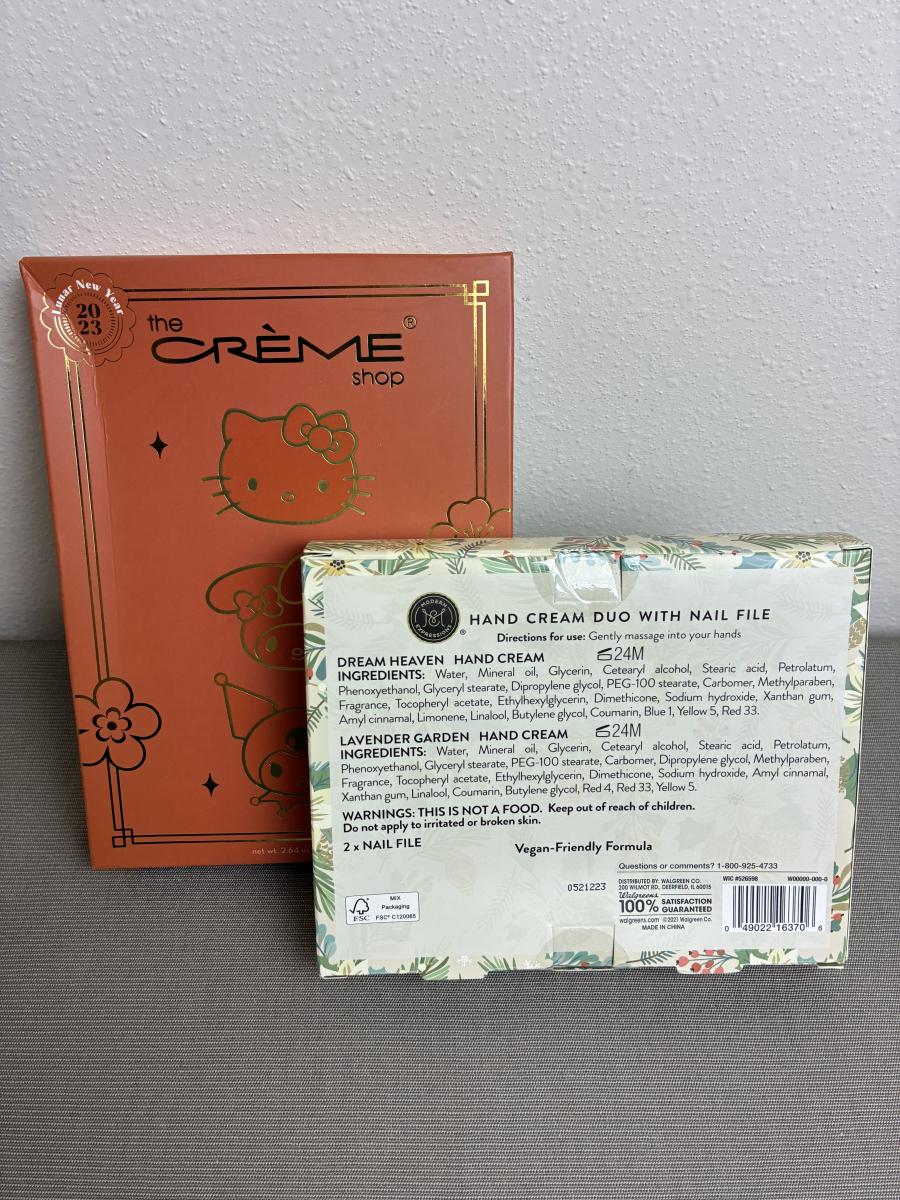 Lunar New Year
20
23
the
CRÈME®
shop
net wt. 2.64
MODERN
EXPRESSIONS
®
HAND CREAM DUO WITH NAIL FILE
Directions for use: Gently massage into your hands
DREAM HEAVEN HAND CREAM 24M
INGREDIENTS: Water, Mineral oil, Glycerin, Cetearyl alcohol, Stearic acid, Petrolatum,
Phenoxyethanol, Glyceryl stearate, Dipropylene glycol, PEG-100 stearate, Carbomer, Methylparaben,
Fragrance, Tocopheryl acetate, Ethylhexylglycerin, Dimethicone, Sodium hydroxide, Xanthan gum,
Amyl cinnamal, Limonene, Linalool, Butylene glycol, Coumarin, Blue 1, Yellow 5, Red 33.
LAVENDER GARDEN HAND CREAM 24M
INGREDIENTS: Water, Mineral oil, Glycerin, Cetearyl alcohol, Stearic acid, Petrolatum,
Phenoxyethanol, Glyceryl stearate, PEG-100 stearate, Carbomer, Dipropylene glycol, Methylparaben,
Fragrance, Tocopheryl acetate, Ethylhexylglycerin, Dimethicone, Sodium hydroxide, Amyl cinnamal,
Xanthan gum, Linalool, Coumarin, Butylene glycol, Red 4, Red 33, Yellow 5.
WARNINGS: THIS IS NOT A FOOD. Keep out of reach of children.
Do not apply to irritated or broken skin.
2 x NAIL FILE
Vegan-Friendly Formula
Questions or comments? 1-800-925-4733
FSC
MIX
Packaging
FSC® C120065
0521223
DISTRIBUTED BY: WALGREEN CO.
200 WILMOT RD., DEERFIELD, IL 60015
Walgreens
100% SATISFACTION
GUARANTEED
walgreens.com ©2021 Walgreen Co.
MADE IN CHINA
WIC #526598 W00000-000-0
0 49022 16370 6